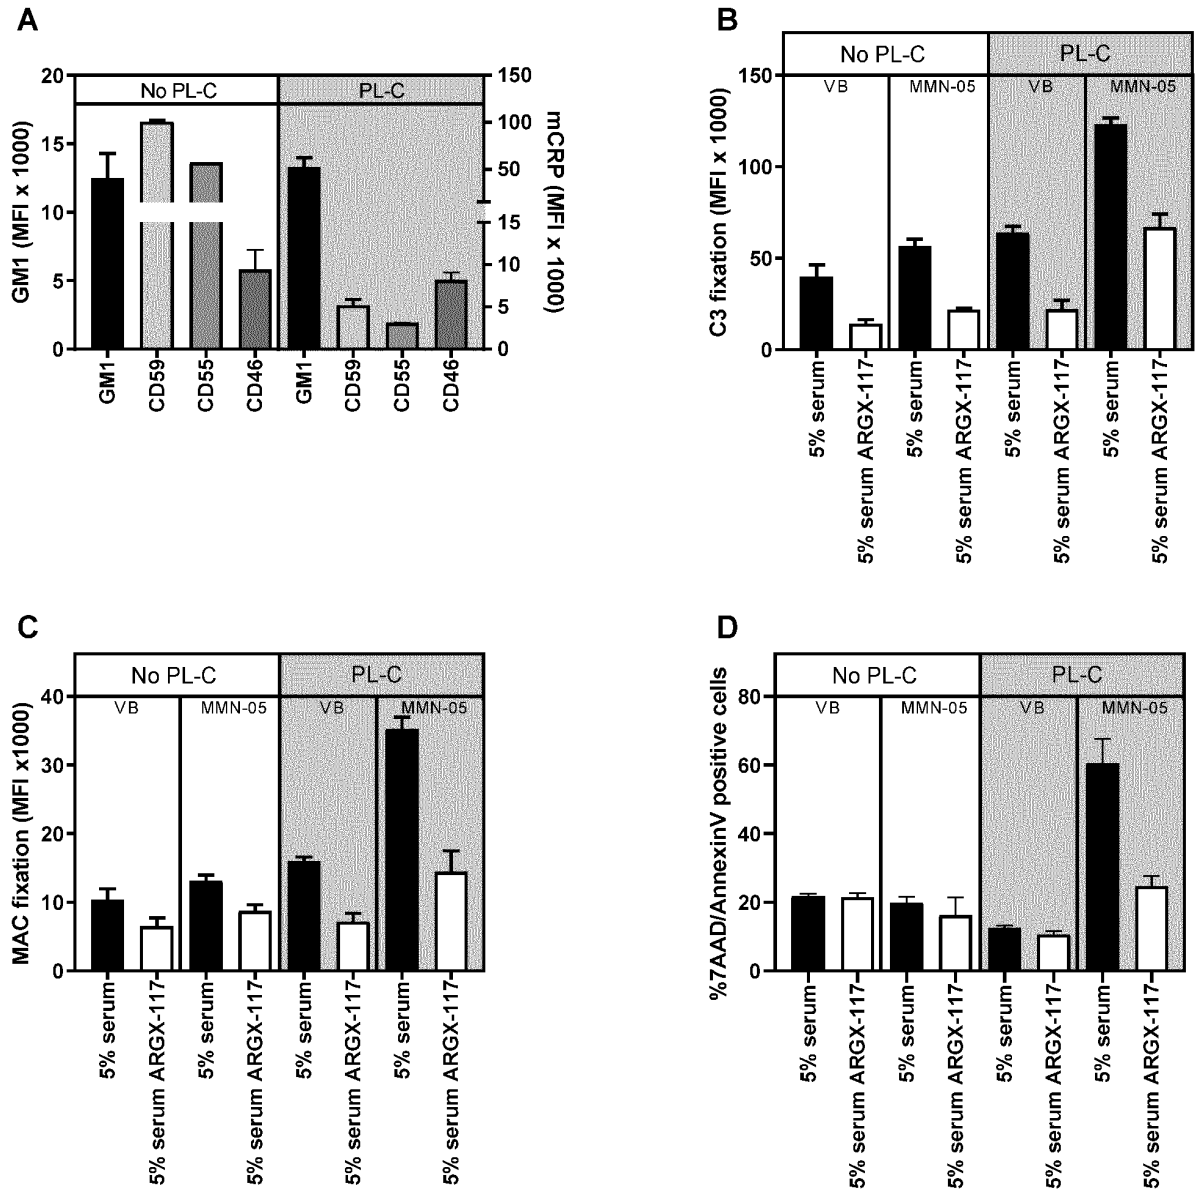 A
No PL-C
PL-C
GM1 (MFI x 1000)
20
15
10
5
0
mCRP (MFI x 1000)
150
100
50
15
10
5
0
GM1
CD59
CD55
CD46
GM1
CD59
CD55
CD46
B
No PL-C
PL-C
VB
MMN-05
VB
MMN-05
C3 fixation (MFI x 1000)
150
100
50
0
5% serum
5% serum ARGX-117
5% serum
5% serum ARGX-117
5% serum
5% serum ARGX-117
5% serum
5% serum ARGX-117
C
No PL-C
PL-C
VB
MMN-05
VB
MMN-05
MAC fixation (MFI x1000)
40
30
20
10
0
5% serum
5% serum ARGX-117
5% serum
5% serum ARGX-117
5% serum
5% serum ARGX-117
5% serum
5% serum ARGX-117
D
No PL-C
PL-C
VB
MMN-05
VB
MMN-05
%7AAD/AnnexinV positive cells
80
60
40
20
0
5% serum
5% serum ARGX-117
5% serum
5% serum ARGX-117
5% serum
5% serum ARGX-117
5% serum
5% serum ARGX-117